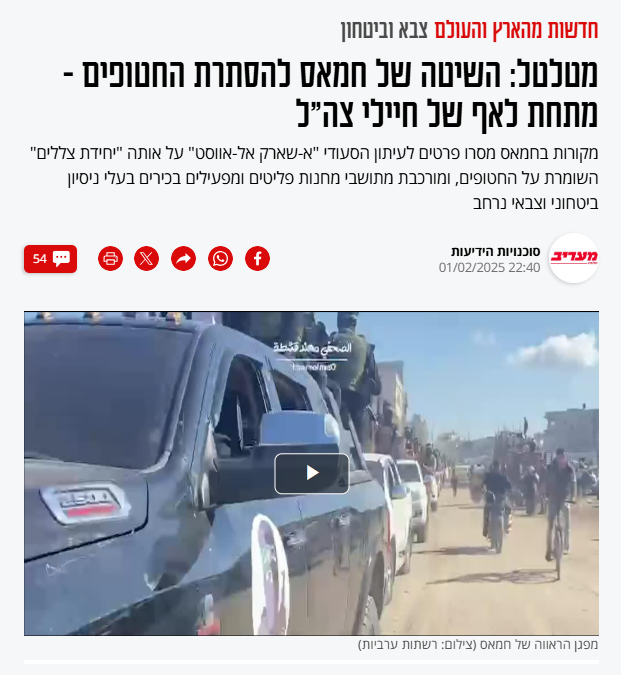 חדשות מהארץ והעולם צבא וביטחון
מטלטל: השיטה של חמאס להסתרת החטופים -
מתחת לאף של חיילי צה"ל
מקורות בחמאס מסרו פרטים לעיתון הסעודי "א-שארק אל-אווסט" על אותה "יחידת צללים"
השומרת על החטופים, ומורכבת מתושבי מחנות פליטים ומפעילים בכירים בעלי ניסיון
ביטחוני וצבאי נרחב
מעריב
סוכנויות הידיעות
22:40 01/02/2025
54
الصحفي مهند قشطة
מפגן הראווה של חמאס (צילום: רשתות ערביות)